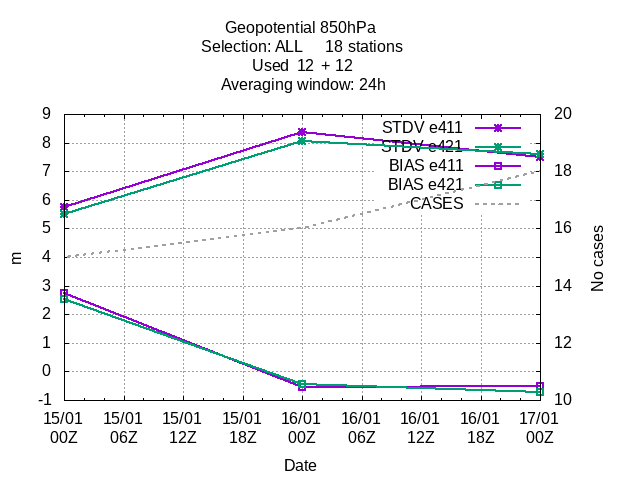 Geopotential 850hPa
Selection: ALL 18 stations
Used 12 + 12
Averaging window: 24h
9
8
7
6
5
4
3
2
1
0
-1
m
20
18
16
14
12
10
No cases
STDV e411
STDV e421
BIAS e411
BIAS e421
CASES
15/01 15/01 15/01 15/01 16/01 16/01 16/01 16/01 17/01
00Z 06Z 12Z 18Z 00Z 06Z 12Z 18Z 00Z
Date